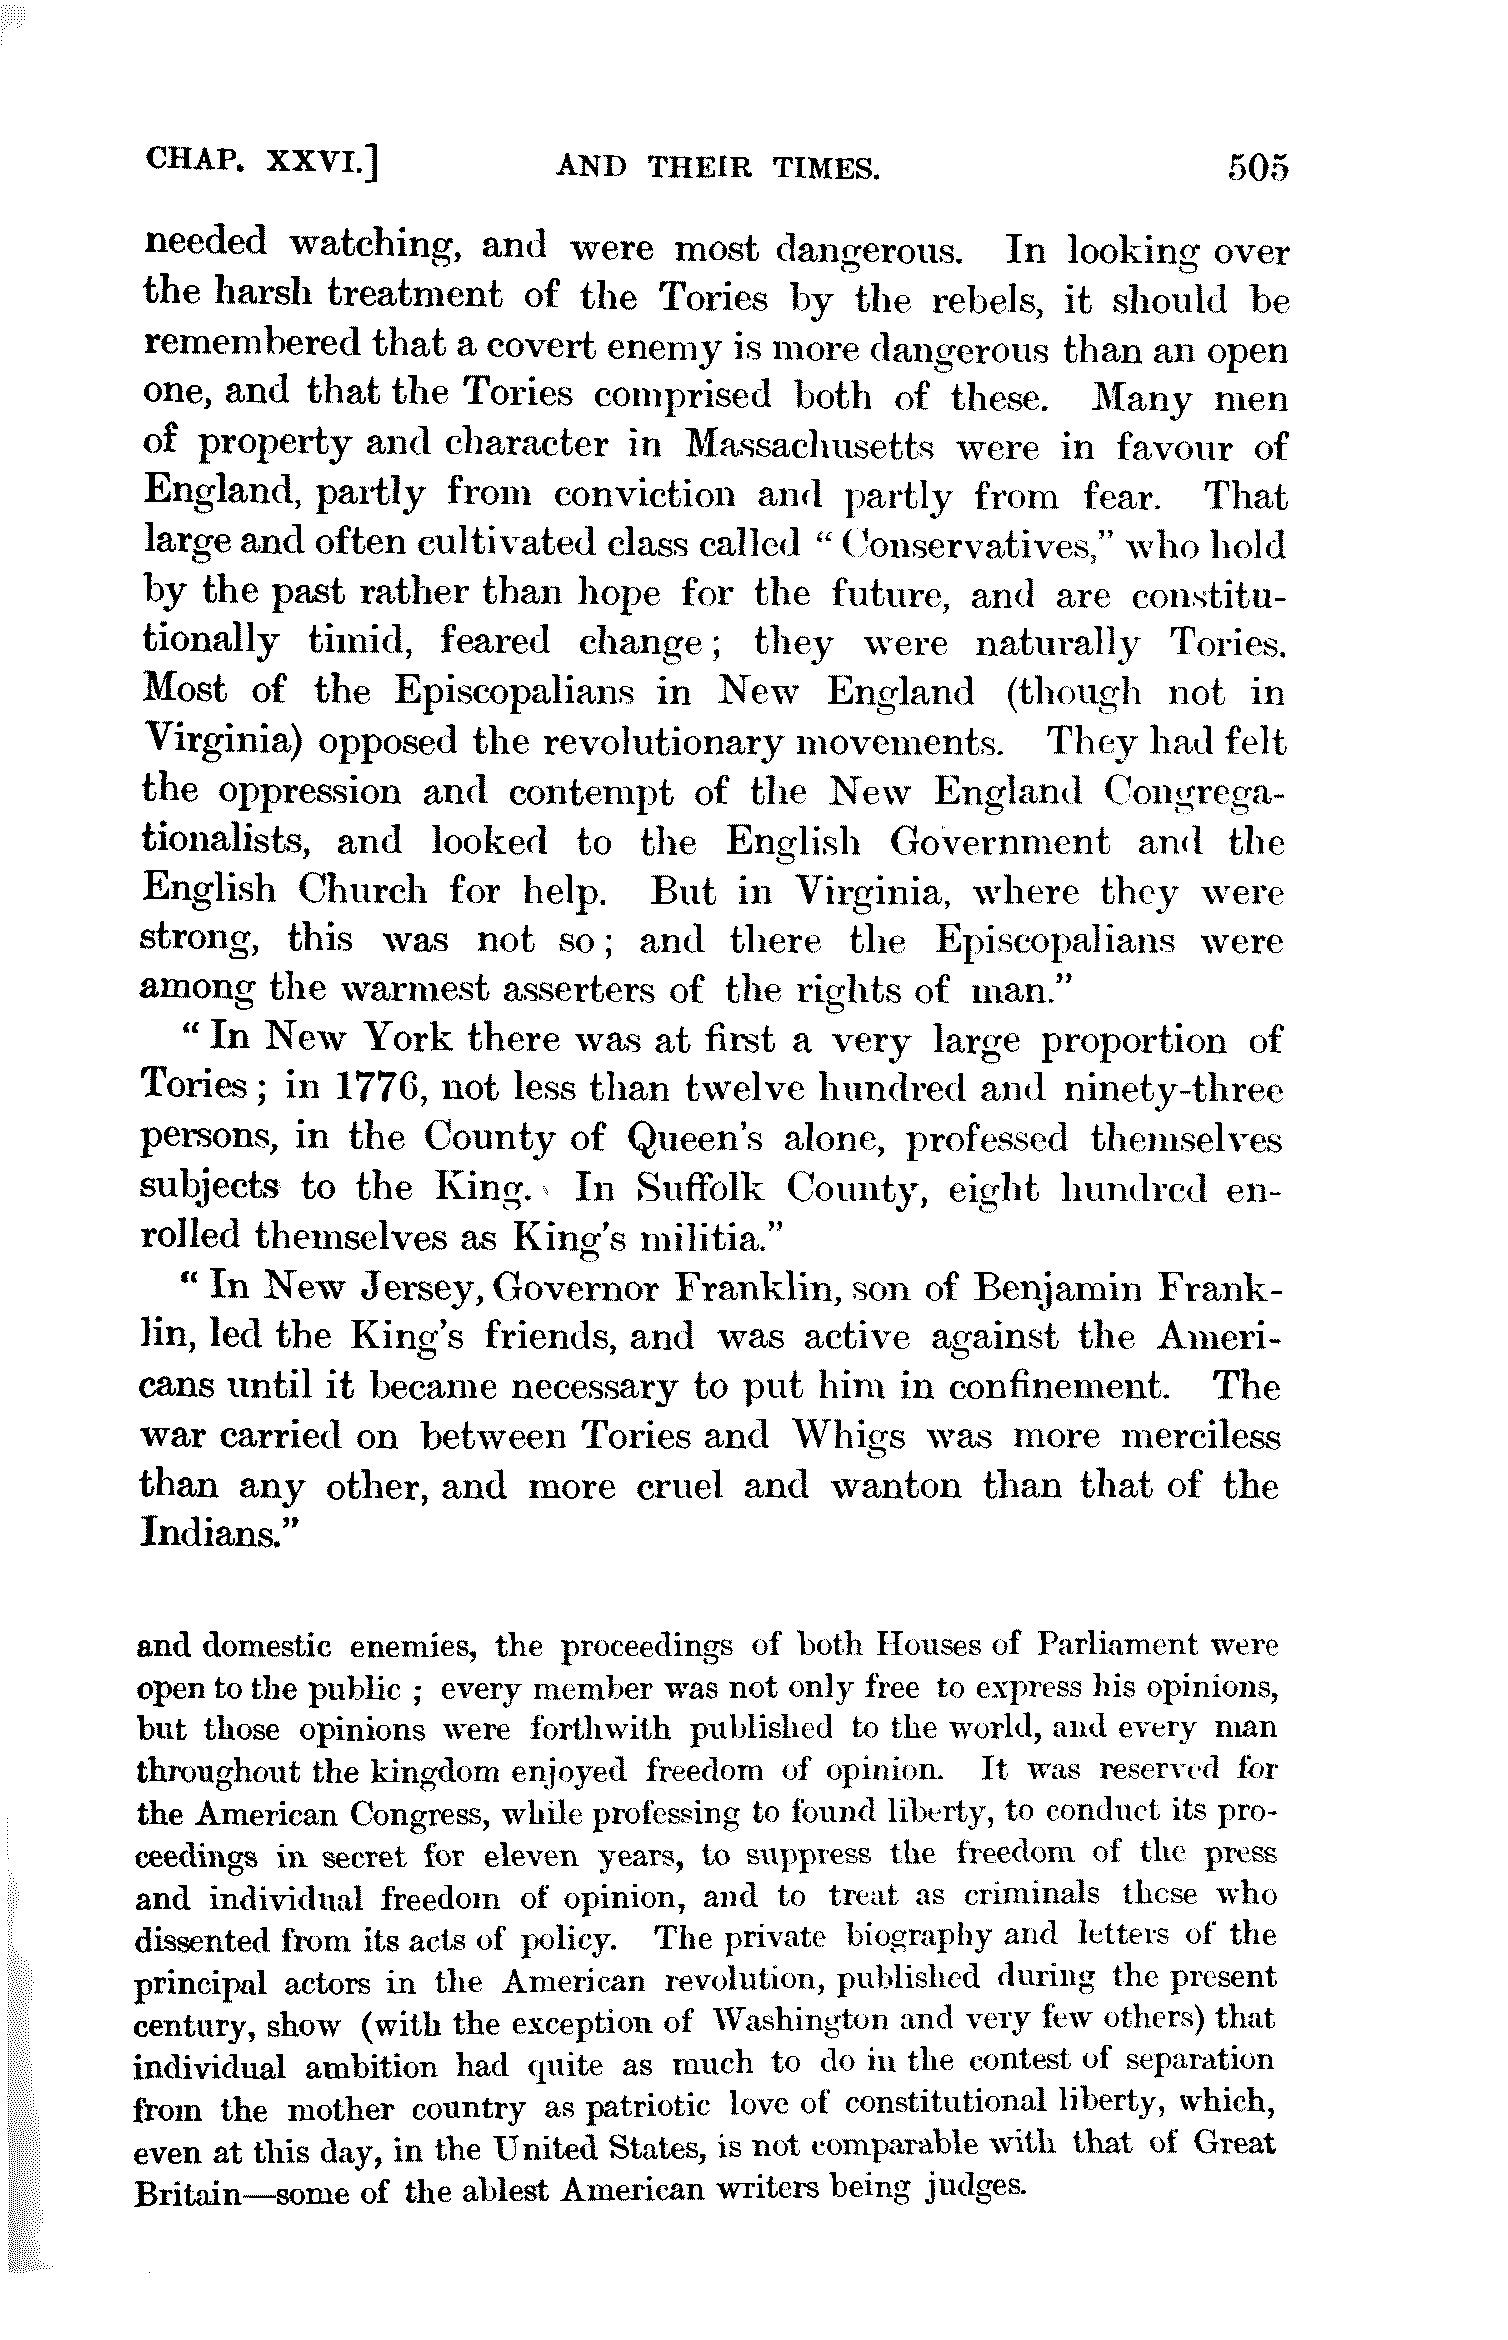 CHAP. XXVI.] AND THEIR TIMES. 505
needed watching, and were most dangerous. In looking over
the harsh treatment of the Tories by the rebels, it should be
remembered that a covert enemy is more dangerous than an open
one, and that the Tories comprised both of these. Many men
of property and character in Massachusetts were in favour of
England, partly from conviction and partly from fear. That
large and often cultivated class called “ Conservatives,” who hold
by the past rather than hope for the future, and are constitu-
tionally timid, feared change ; they were naturally Tories.
Most of the Episcopalians in New England (though not in
Virginia) opposed the revolutionary movements. They had felt
the oppression and contempt of the New England Congrega-
tionalists, and looked to the English Government and the
English Church for help. But in Virginia, where they were
strong, this was not so ; and there the Episcopalians were
among the warmest asserters of the rights of man.”
“ In New York there was at first a very large proportion of
Tories ; in 1776, not less than twelve hundred and ninety-three
persons, in the County of Queen's alone, professed themselves
subjects to the King. In Suffolk County, eight hundred en-
rolled themselves as King's militia.”
“ In New Jersey, Governor Franklin, son of Benjamin Frank-
lin, led the King's friends, and was active against the Ameri-
cans until it became necessary to put him in confinement. The
war carried on between Tories and Whigs was more merciless
than any other, and more cruel and wanton than that of the
Indians.”
and domestic enemies, the proceedings of both Houses of Parliament were
open to the public ; every member was not only free to express his opinions,
but those opinions were forthwith published to the world, and every man
throughout the kingdom enjoyed freedom of opinion. It was reserved for
the American Congress, while professing to found liberty, to conduct its pro-
ceedings in secret for eleven years, to suppress the freedom of the press
and individual freedom of opinion, and to treat as criminals those who
dissented from its acts of policy. The private biography and letters of the
principal actors in the American revolution, published during the present
century, show (with the exception of Washington and very few others) that
individual ambition had quite as much to do in the contest of separation
from the mother country as patriotic love of constitutional liberty, which,
even at this day, in the United States, is not comparable with that of Great
Britain—some of the ablest American writers being judges.